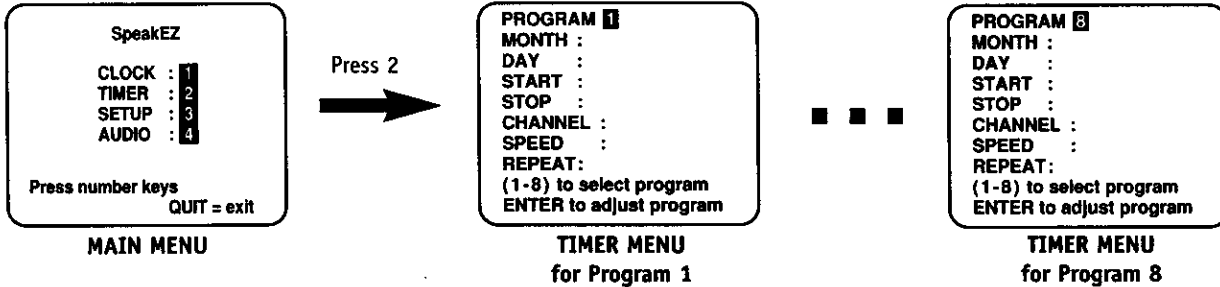 SpeakEZ
CLOCK : 1
TIMER : 2
SETUP : 3
AUDIO : 4
Press number keys
QUIT = exit
MAIN MENU
Press 2
PROGRAM 1
MONTH :
DAY :
START :
STOP :
CHANNEL :
SPEED :
REPEAT:
(1-8) to select program
ENTER to adjust program
TIMER MENU
for Program 1
PROGRAM 8
MONTH :
DAY :
START :
STOP :
CHANNEL :
SPEED :
REPEAT:
(1-8) to select program
ENTER to adjust program
TIMER MENU
for Program 8